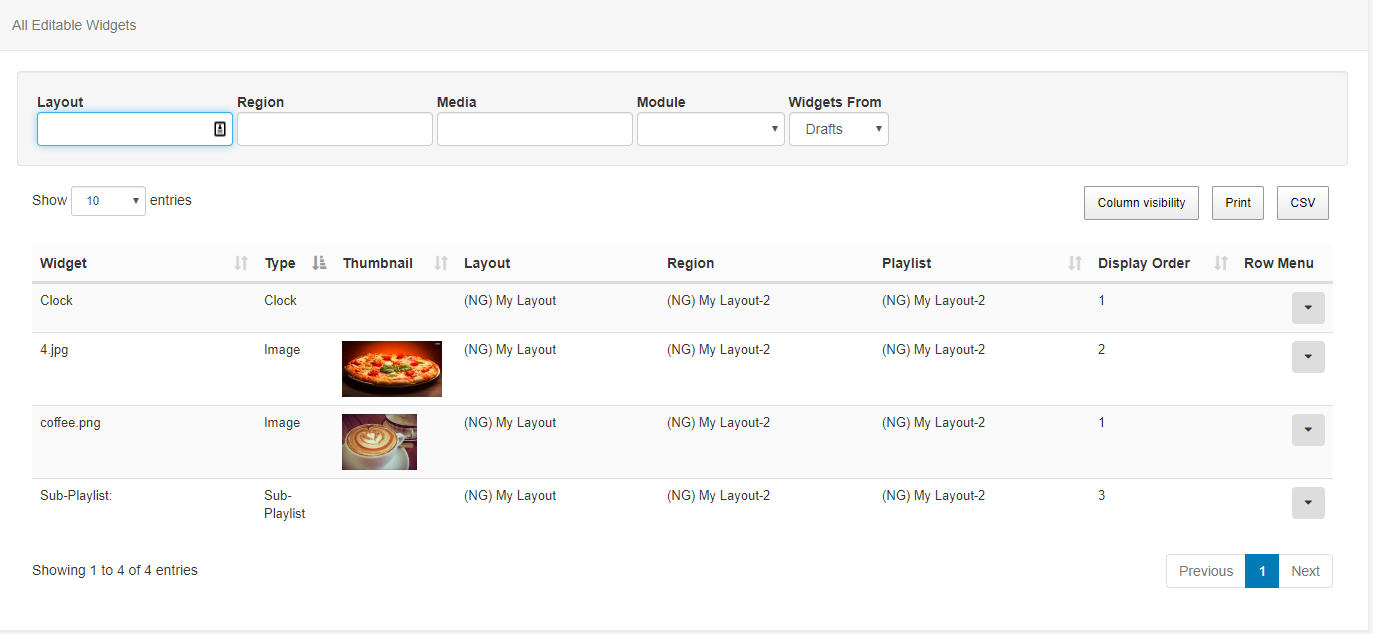 All Editable Widgets
Layout Region Media Module Widgets From
Drafts
Show 10 entries
Column visibility Print CSV
Widget Type Thumbnail Layout Region Playlist Display Order Row Menu
Clock Clock (NG) My Layout (NG) My Layout-2 (NG) My Layout-2 1
4.jpg Image (NG) My Layout (NG) My Layout-2 (NG) My Layout-2 2
coffee.png Image (NG) My Layout (NG) My Layout-2 (NG) My Layout-2 1
Sub-Playlist: Sub- (NG) My Layout (NG) My Layout-2 (NG) My Layout-2 3
Playlist
Showing 1 to 4 of 4 entries
Previous 1 Next